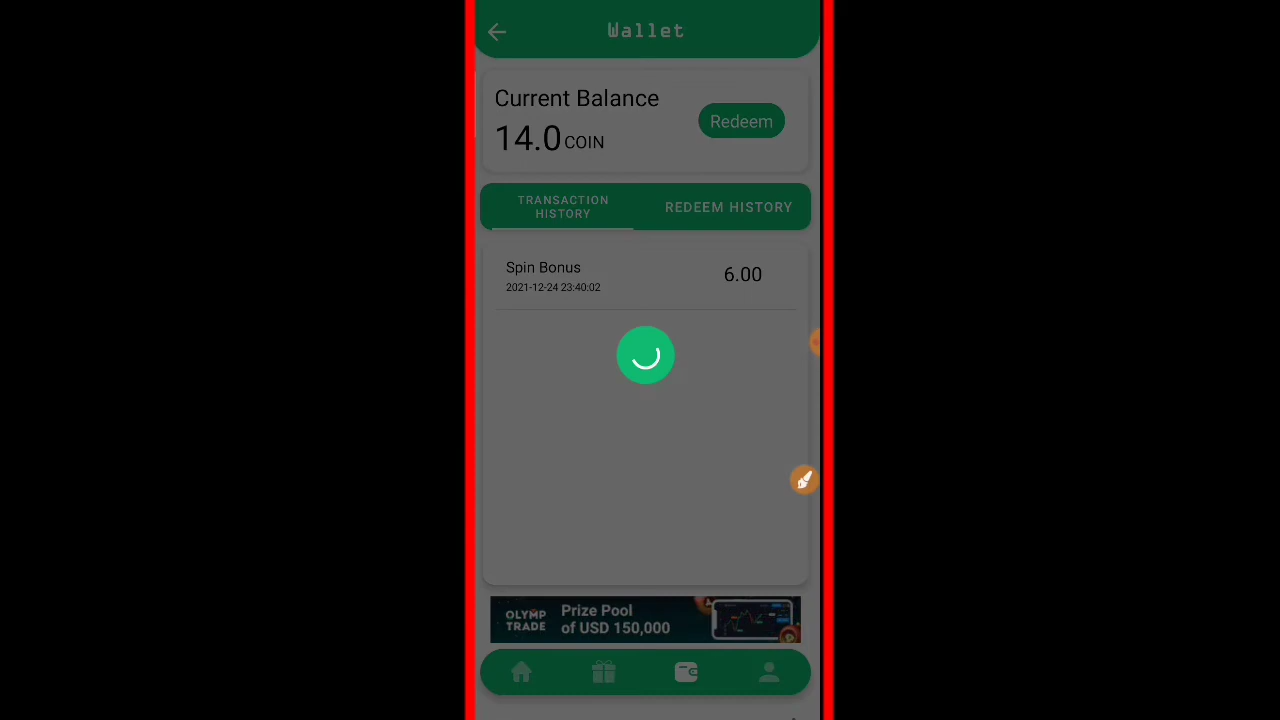 Wallet
Current Balance
14.0 COIN
Redeem
TRANSACTION
HISTORY
REDEEM HISTORY
Spin Bonus
6.00
2021-12-24 23:40:02
OLYMP
TRADE
Prize Pool
of USD 150,000